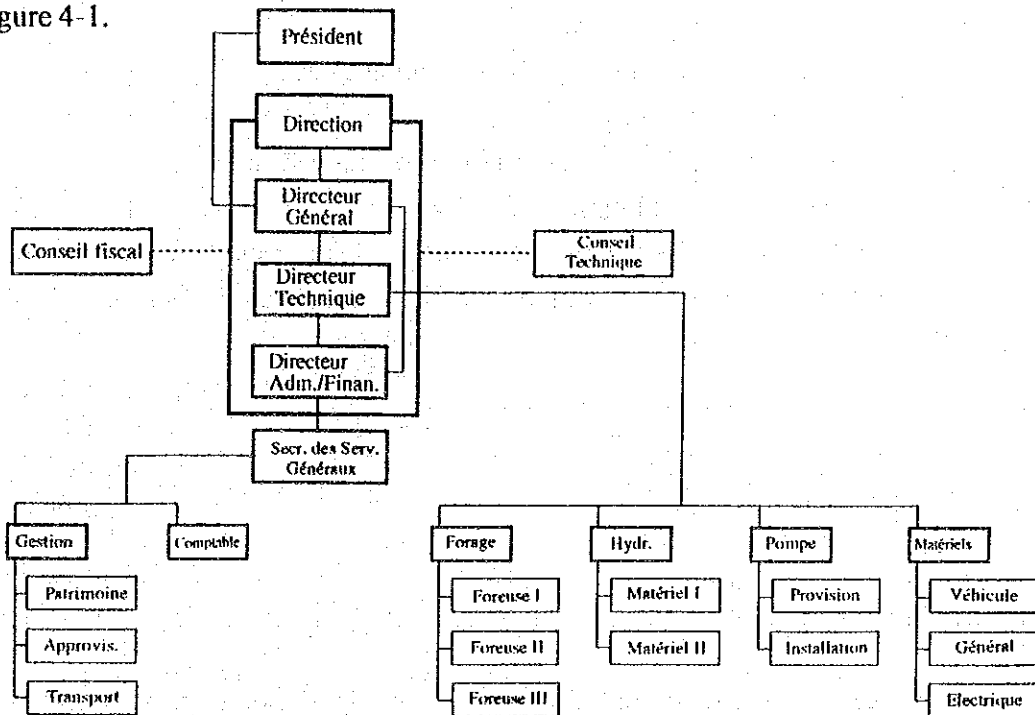 gure 4-1.
Président
Direction
Directeur
Général
Conseil fiscal
Conseil
Technique
Directeur
Technique
Directeur
Adm./Finan.
Secr. des Serv.
Généraux
Gestion
Comptable
Forage
Hydr.
Pompe
Matériels
Patrimoine
Foreuse I
Matériel I
Provision
Véhicule
Approvis.
Foreuse II
Matériel II
Installation
Général
Transport
Foreuse III
Electrique